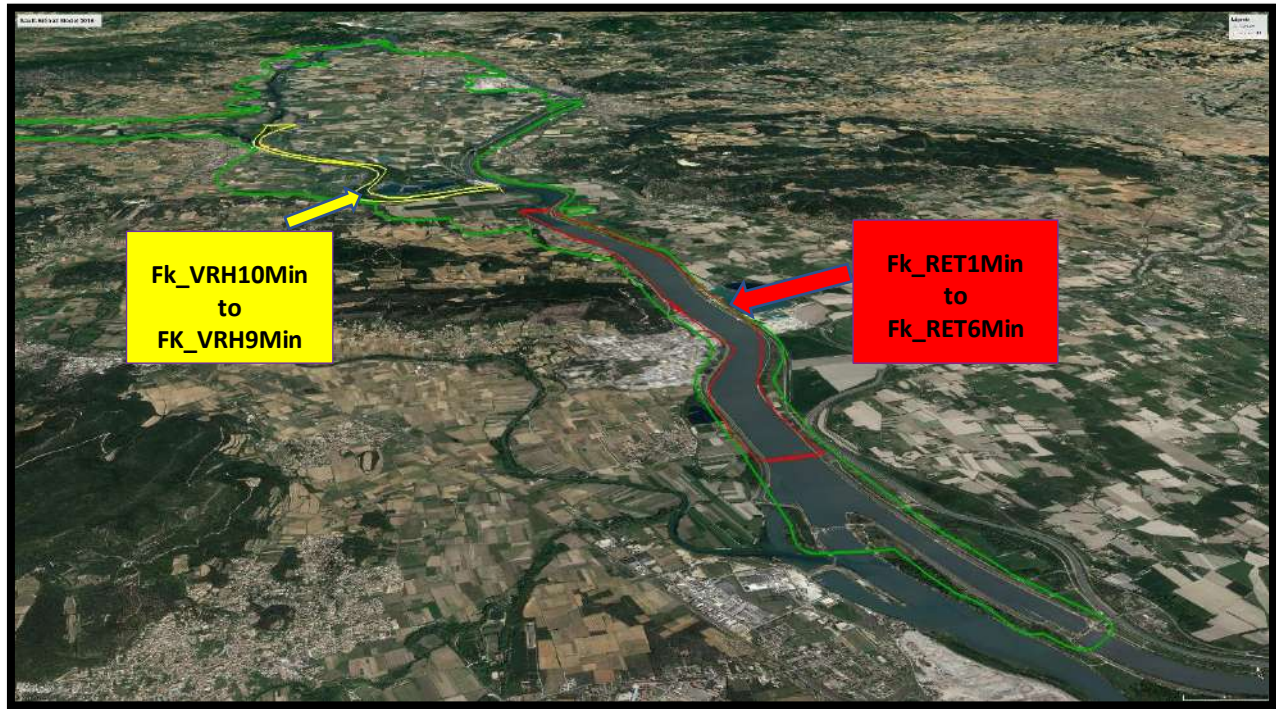 Fk_VRH10Min
to
FK_VRH9Min
Fk_RET1Min
to
Fk_RET6Min